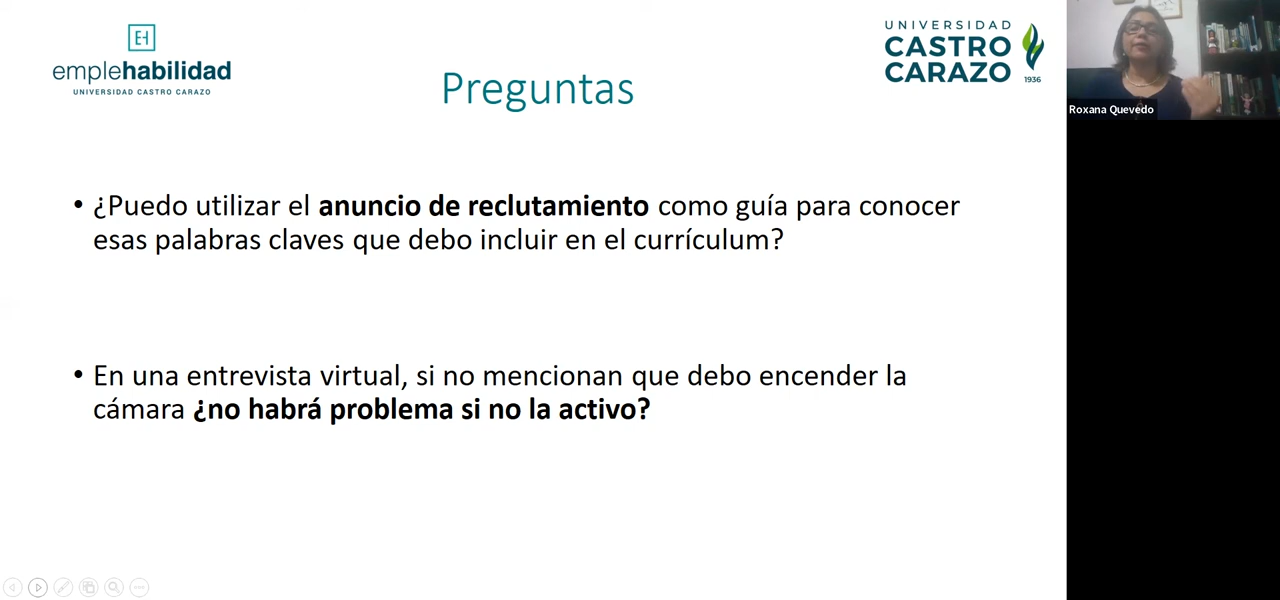 EH
emplehabilidad
UNIVERSIDAD CASTRO CARAZO
Preguntas
UNIVERSIDAD
CASTRO
CARAZO
1936
Roxana Quevedo
• ¿Puedo utilizar el anuncio de reclutamiento como guía para conocer
esas palabras claves que debo incluir en el currículum?
• En una entrevista virtual, si no mencionan que debo encender la
cámara ¿no habrá problema si no la activo?